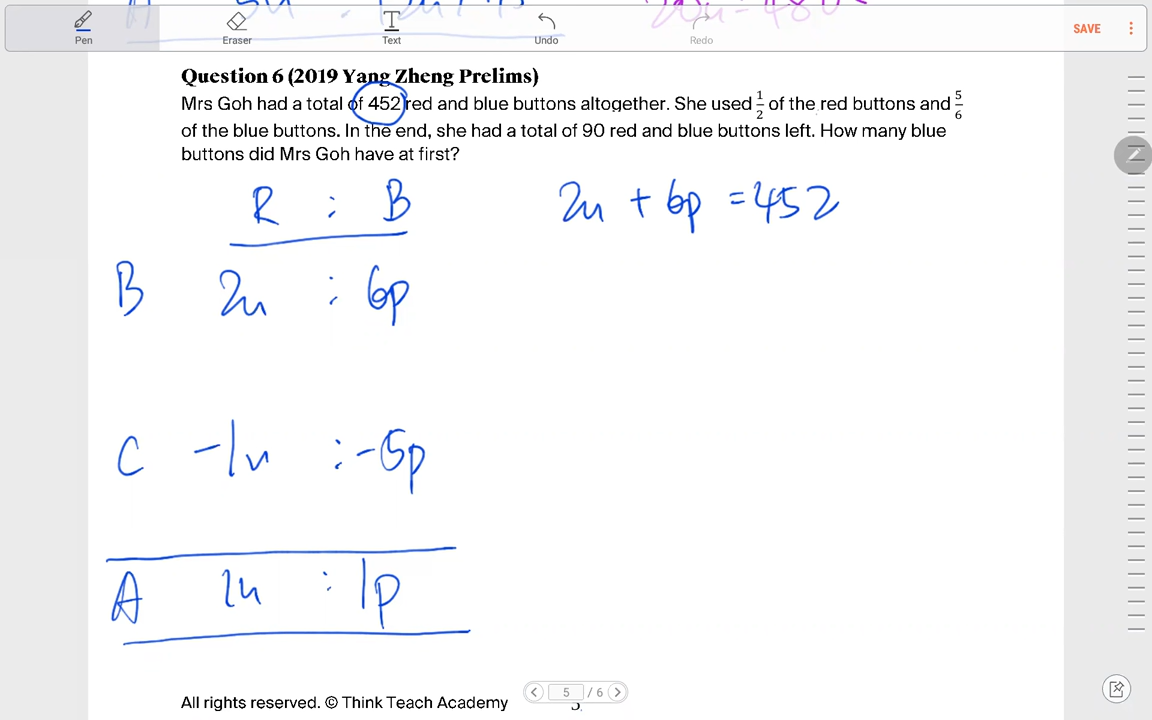 Pen Eraser Text Undo Redo SAVE
Question 6 (2019 Yang Zheng Prelims)
Mrs Goh had a total of 452 red and blue buttons altogether. She used 1/2 of the red buttons and 5/6
of the blue buttons. In the end, she had a total of 90 red and blue buttons left. How many blue
buttons did Mrs Goh have at first?
R : B 2u + 6p = 452
B 2u : 6p
C -1u : -5p
A 1u : 1p
All rights reserved. © Think Teach Academy
5 / 6